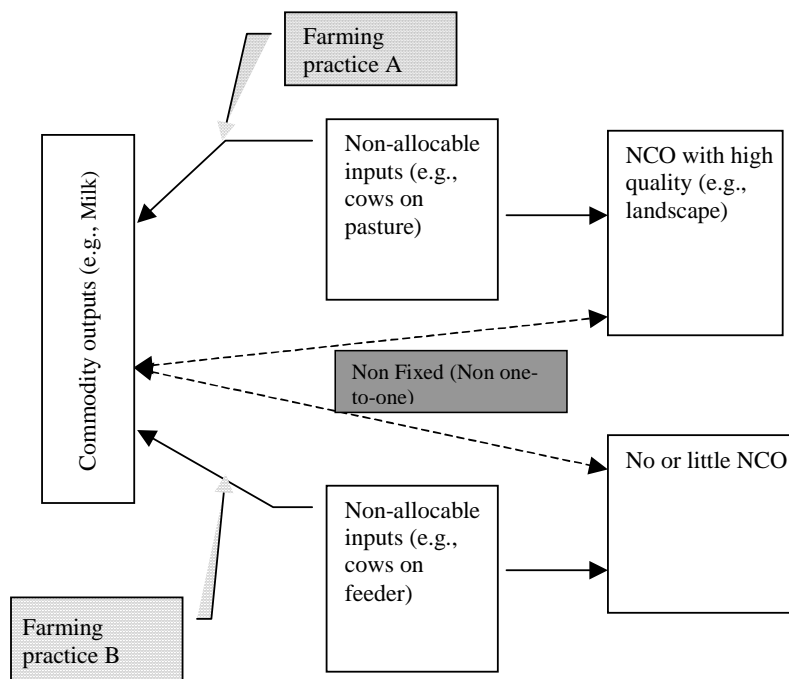 Farming
practice A
Commodity outputs (e.g., Milk)
Non-allocable
inputs (e.g.,
cows on
pasture)
NCO with high
quality (e.g.,
landscape)
Non Fixed (Non one-
to-one)
No or little NCO
Non-allocable
inputs (e.g.,
cows on
feeder)
Farming
practice B